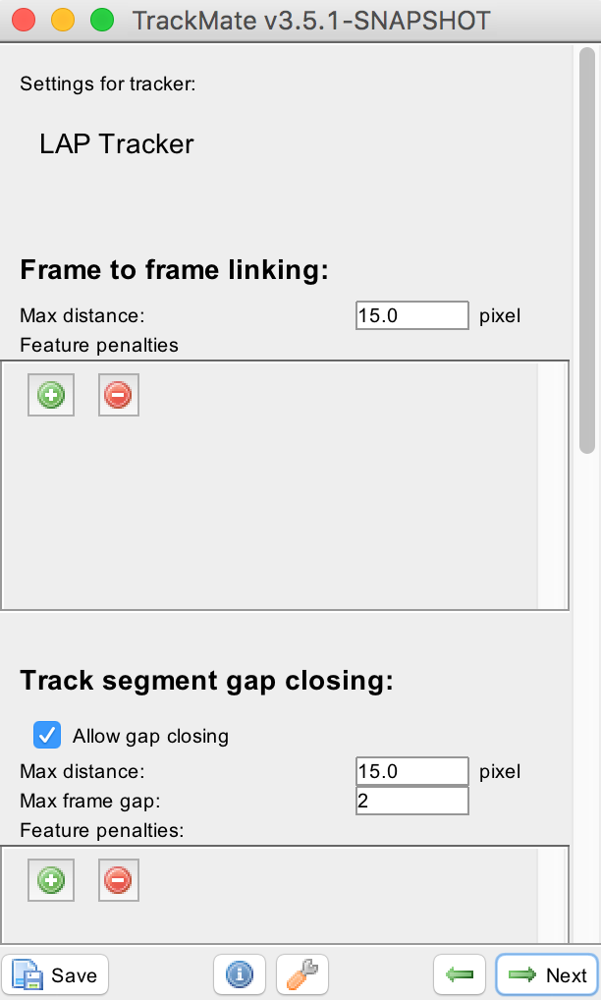 TrackMate v3.5.1-SNAPSHOT
Settings for tracker:
LAP Tracker
Frame to frame linking:
Max distance: 15.0 pixel
Feature penalties
Track segment gap closing:
Allow gap closing
Max distance: 15.0 pixel
Max frame gap: 2
Feature penalties:
Save Next